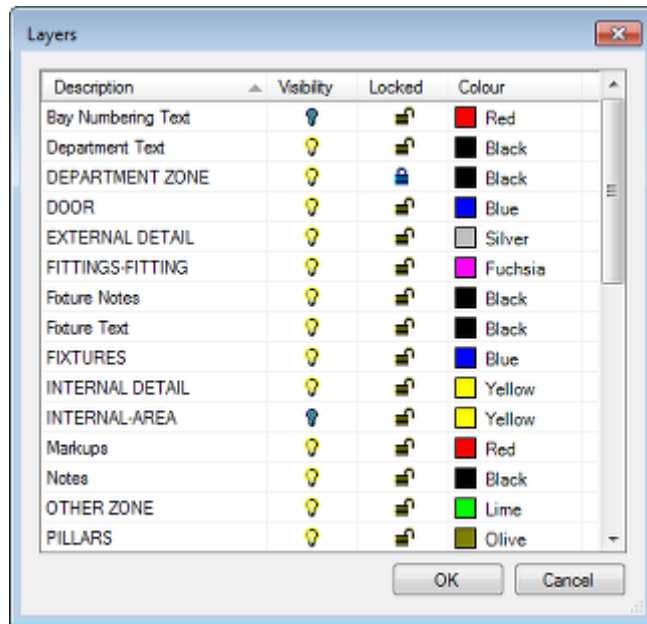 Layers
Description Visibility Locked Colour
Bay Numbering Text Red
Department Text Black
DEPARTMENT ZONE Black
DOOR Blue
EXTERNAL DETAIL Silver
FITTINGS-FITTING Fuchsia
Fixture Notes Black
Fixture Text Black
FIXTURES Blue
INTERNAL DETAIL Yellow
INTERNAL-AREA Yellow
Markups Red
Notes Black
OTHER ZONE Lime
PILLARS Olive
OK Cancel